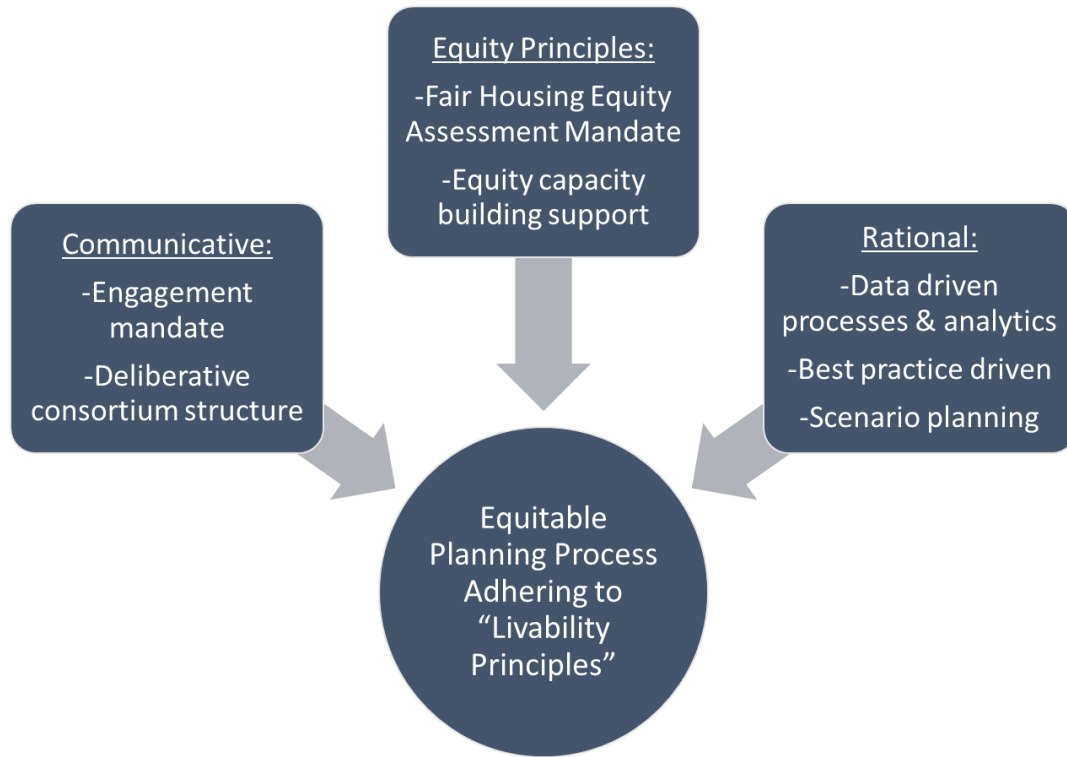 Equity Principles:
-Fair Housing Equity
Assessment Mandate
-Equity capacity
building support
Communicative:
-Engagement
mandate
-Deliberative
consortium structure
Rational:
-Data driven
processes & analytics
-Best practice driven
-Scenario planning
Equitable
Planning Process
Adhering to
“Livability
Principles”